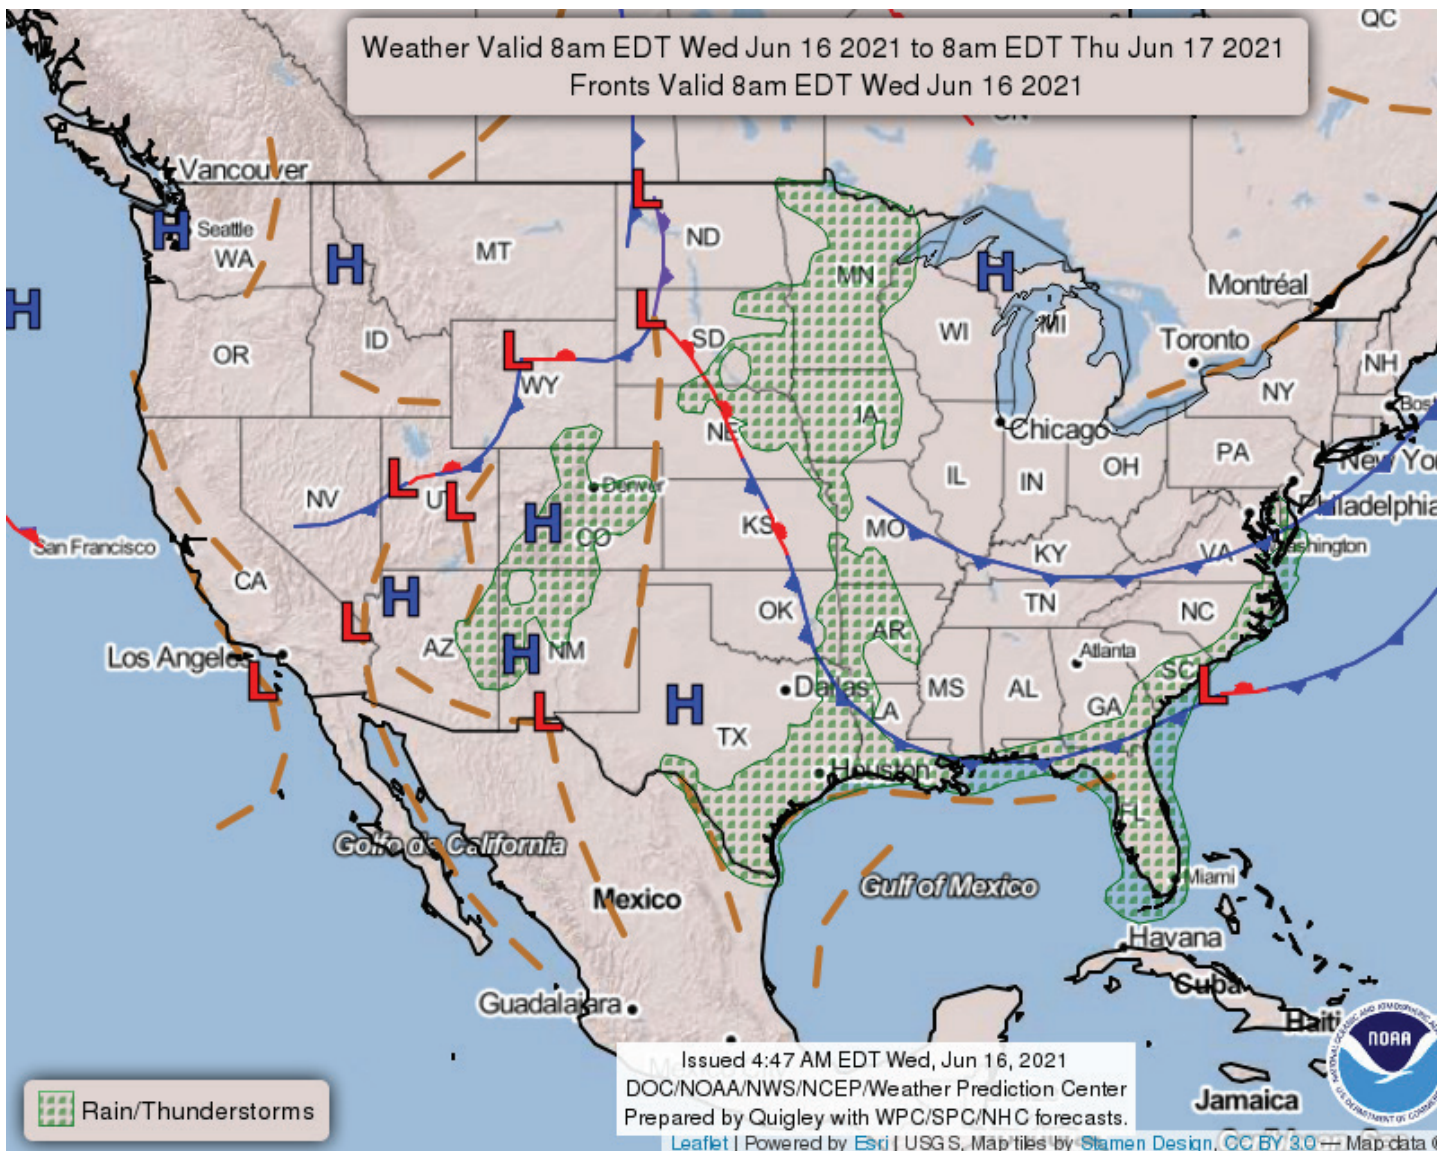 QC
Weather Valid 8am EDT Wed Jun 16 2021 to 8am EDT Thu Jun 17 2021
Fronts Valid 8am EDT Wed Jun 16 2021
Vancouver
L
H
Seattle
WA
MT
ND
H
MN
H
Montréal
H
L
OR
ID
L
WY
SD
WI
MI
Toronto
NH
NY
NE
IA
Chicago
PA
New Yo
L
UT
L
NV
Denver
IL
IN
OH
Philadelphia
H
CO
KS
MO
KY
VA
Washington
San Francisco
CA
H
L
OK
TN
NC
AZ
H
NM
AR
Atlanta
Los Angeles
L
L
H
Dallas
TX
LA
MS
AL
GA
SC
L
Houston
FL
Golfo de California
Mexico
Gulf of Mexico
Miami
Havana
Cuba
Guadalajara
Haiti
NOAA
Issued 4:47 AM EDT Wed, Jun 16, 2021
DOC/NOAA/NWS/NCEP/Weather Prediction Center
Prepared by Quigley with WPC/SPC/NHC forecasts.
Jamaica
Rain/Thunderstorms
Leaflet | Powered by Esri | USGS, Map tiles by Stamen Design, CC BY 3.0 — Map data ©